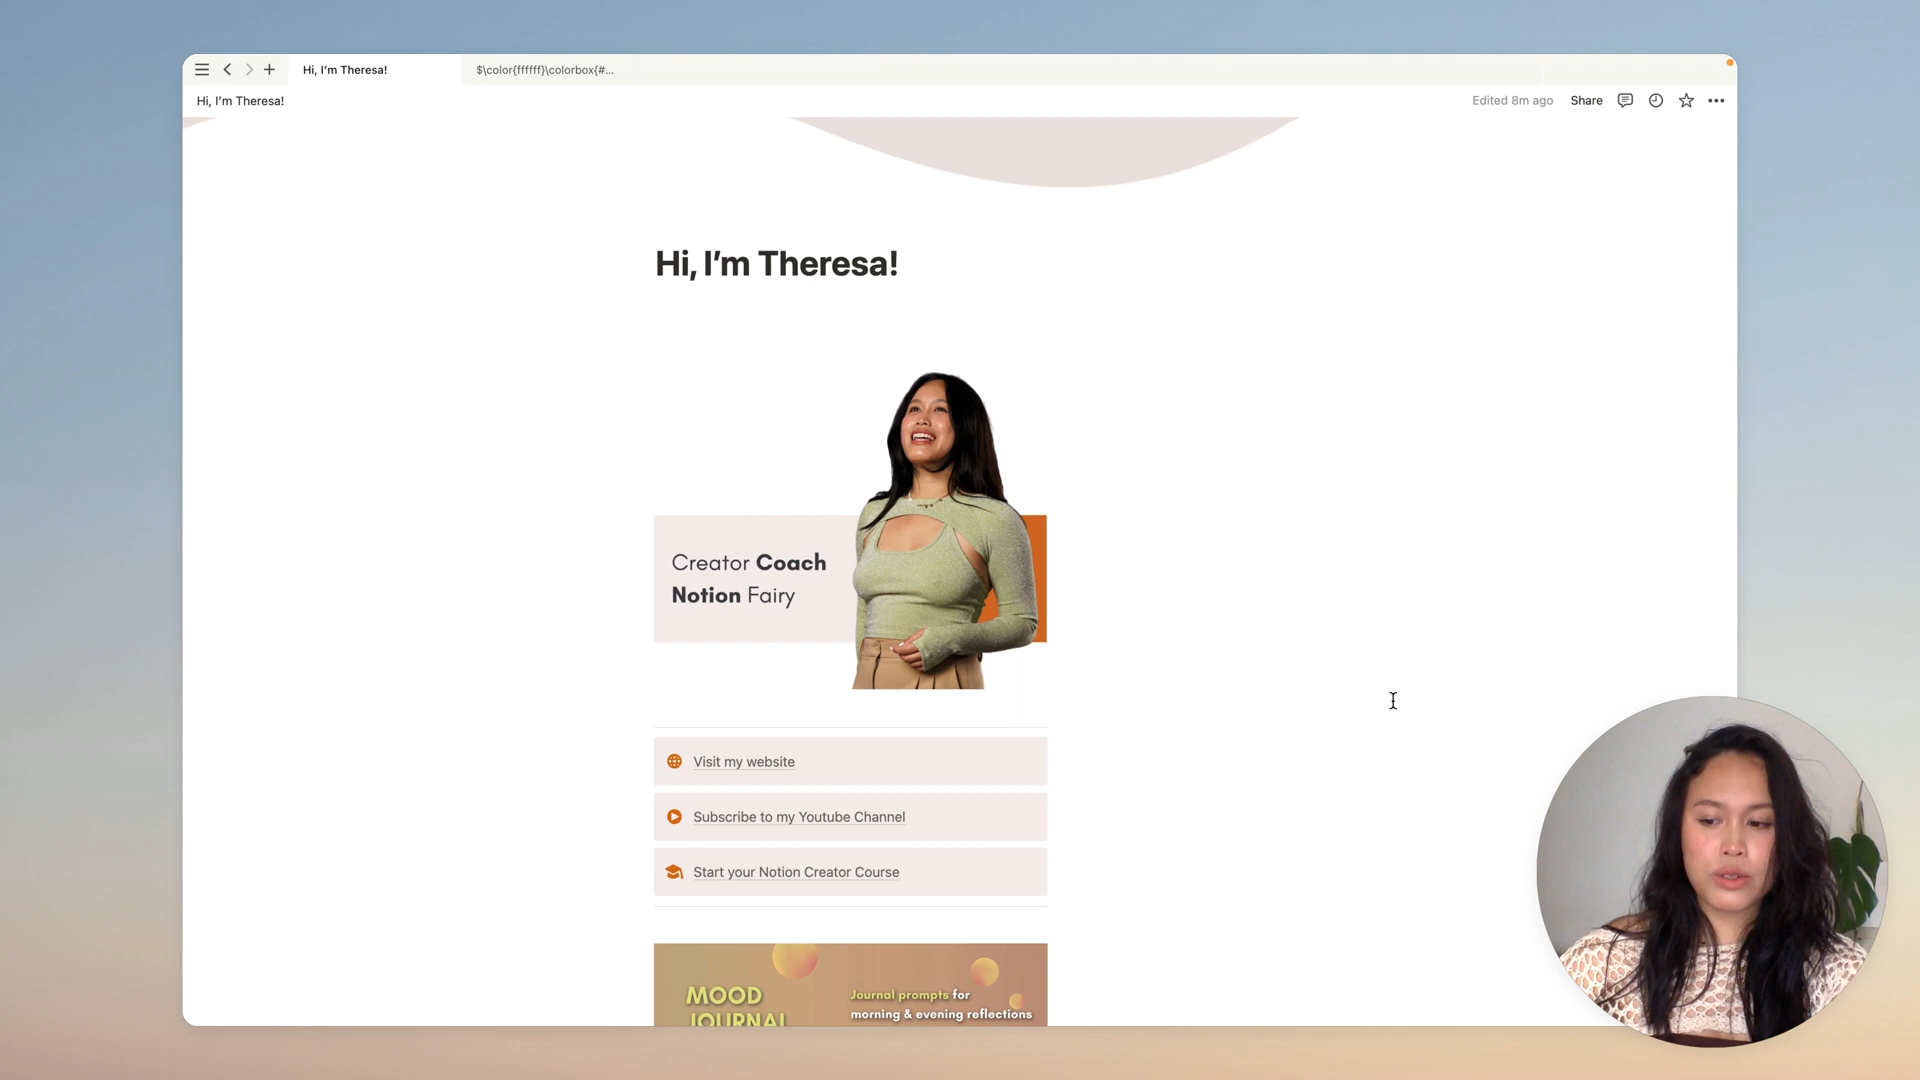 Hi, I'm Theresa!
$\color{ffffff}\colorbox{#...
Hi, I'm Theresa!
Edited 8m ago
Share
Hi, I'm Theresa!
Creator Coach
Notion Fairy
Visit my website
Subscribe to my Youtube Channel
Start your Notion Creator Course
MOOD
JOURNAL
Journal prompts for
morning & evening reflections